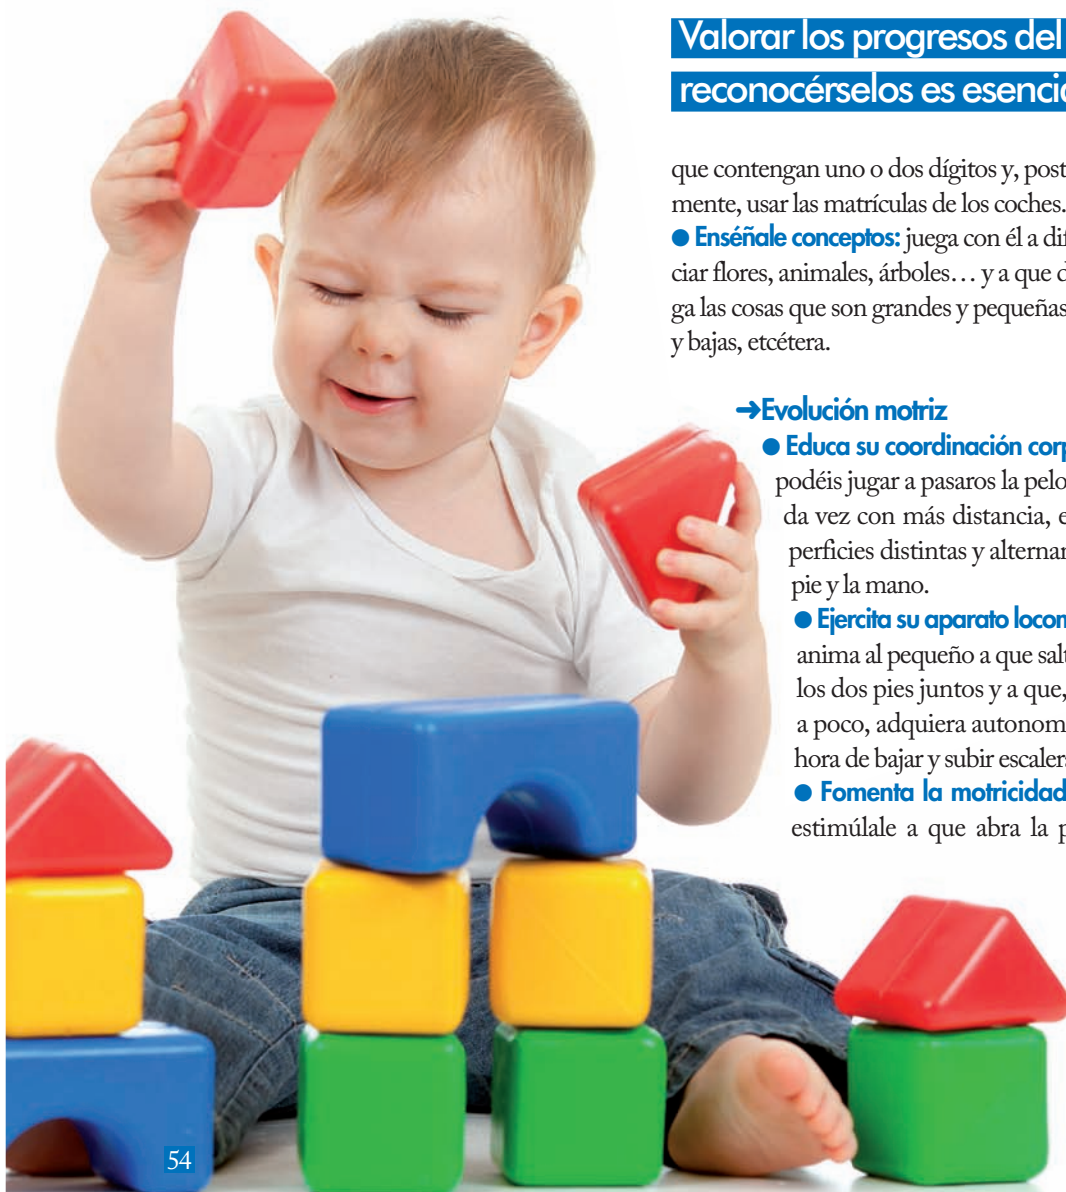 Valorar los progresos del
reconocérselos es esencia
que contengan uno o dos dígitos y, post
mente, usar las matrículas de los coches.
● Enséñale conceptos: juega con él a dif
ciar flores, animales, árboles… y a que d
ga las cosas que son grandes y pequeñas
y bajas, etcétera.
➜Evolución motriz
● Educa su coordinación corp
podéis jugar a pasaros la pelo
da vez con más distancia, e
perficies distintas y alternar
pie y la mano.
● Ejercita su aparato locom
anima al pequeño a que salt
los dos pies juntos y a que,
a poco, adquiera autonom
hora de bajar y subir escalera
● Fomenta la motricidad
estimúlale a que abra la p
54